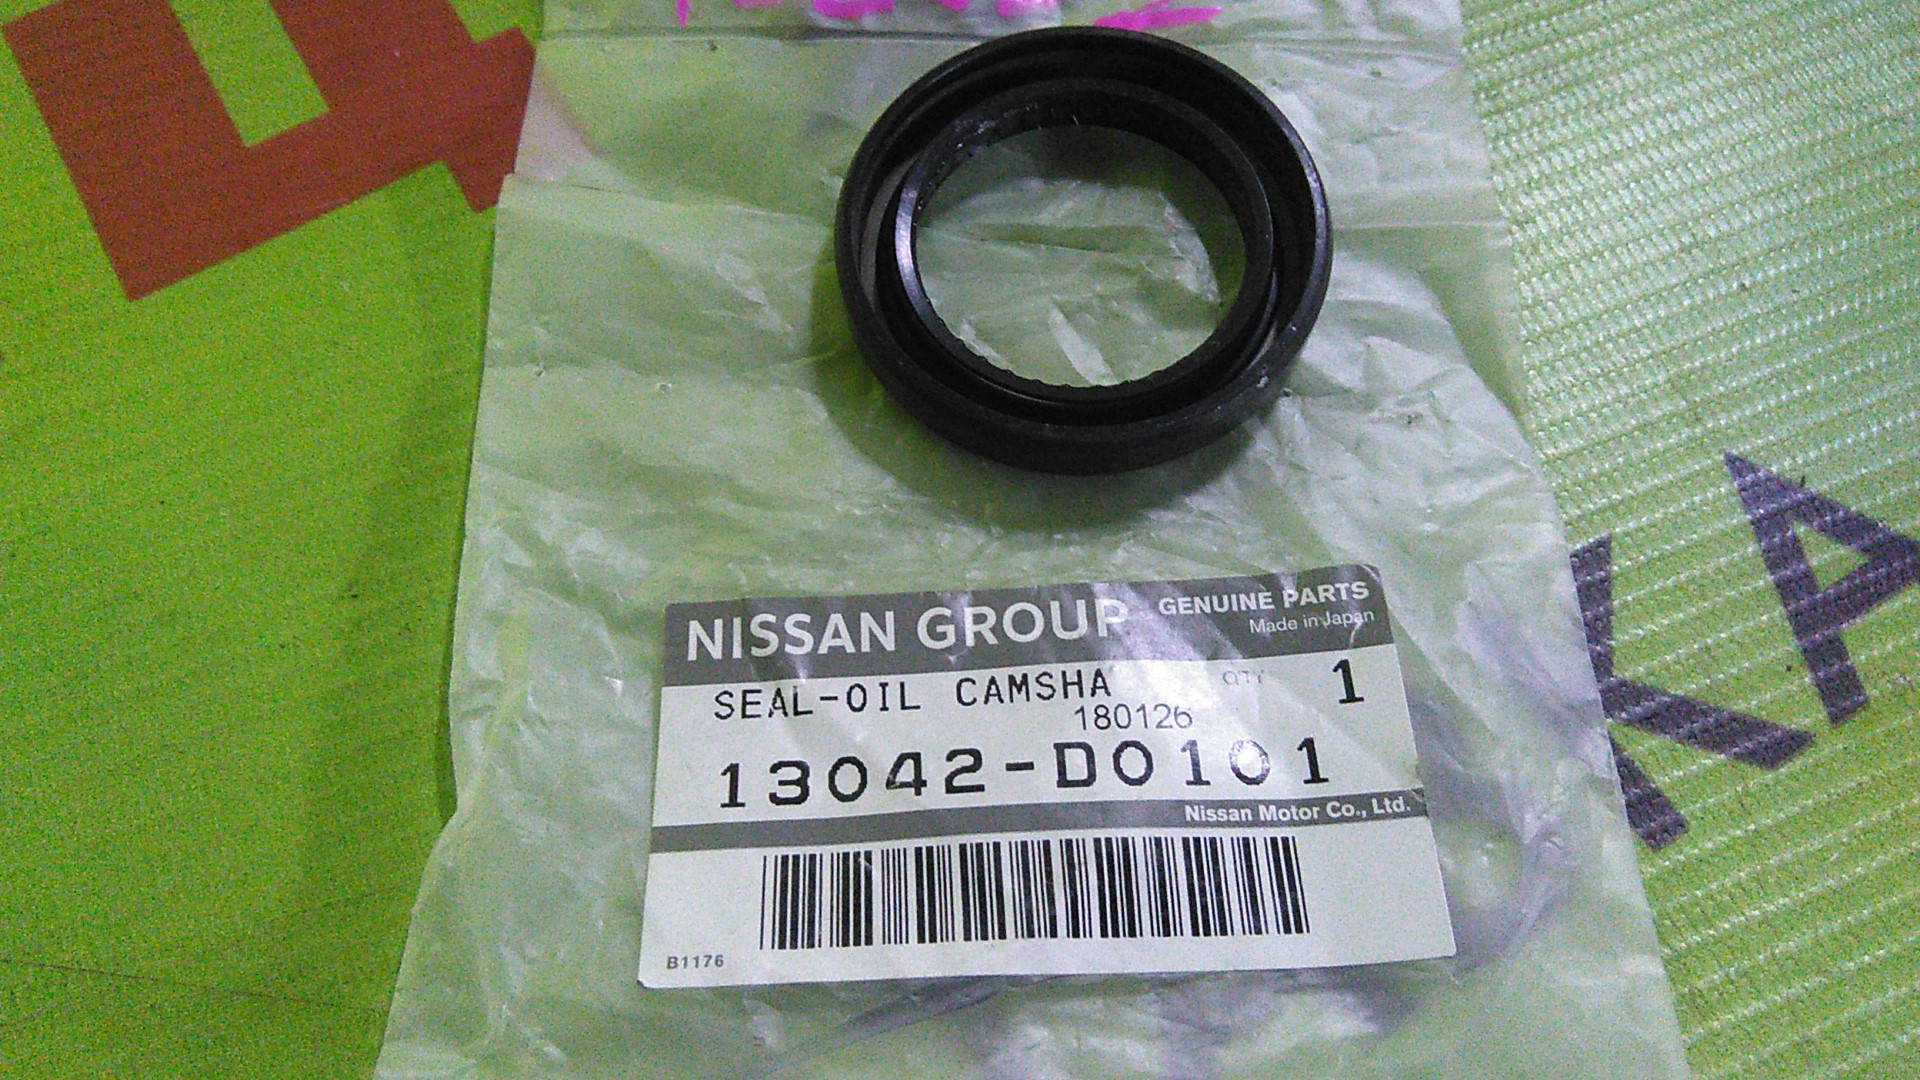 NISSAN GROUP
GENUINE PARTS
Made in Japan
SEAL-OIL CAMSHA
QTY 1
180126
13042-D0101
Nissan Motor Co., Ltd.
B1176
KA